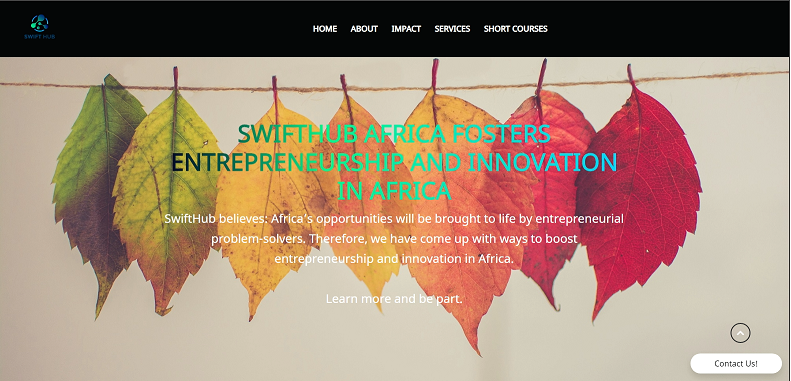 SWIFT HUB
HOME
ABOUT
IMPACT
SERVICES
SHORT COURSES
SWIFTHUB AFRICA FOSTERS
ENTREPRENEURSHIP AND INNOVATION
IN AFRICA
SwiftHub believes: Africa's opportunities will be brought to life by entrepreneurial
problem-solvers. Therefore, we have come up with ways to boost
entrepreneurship and innovation in Africa.
Learn more and be part.
Contact Us!